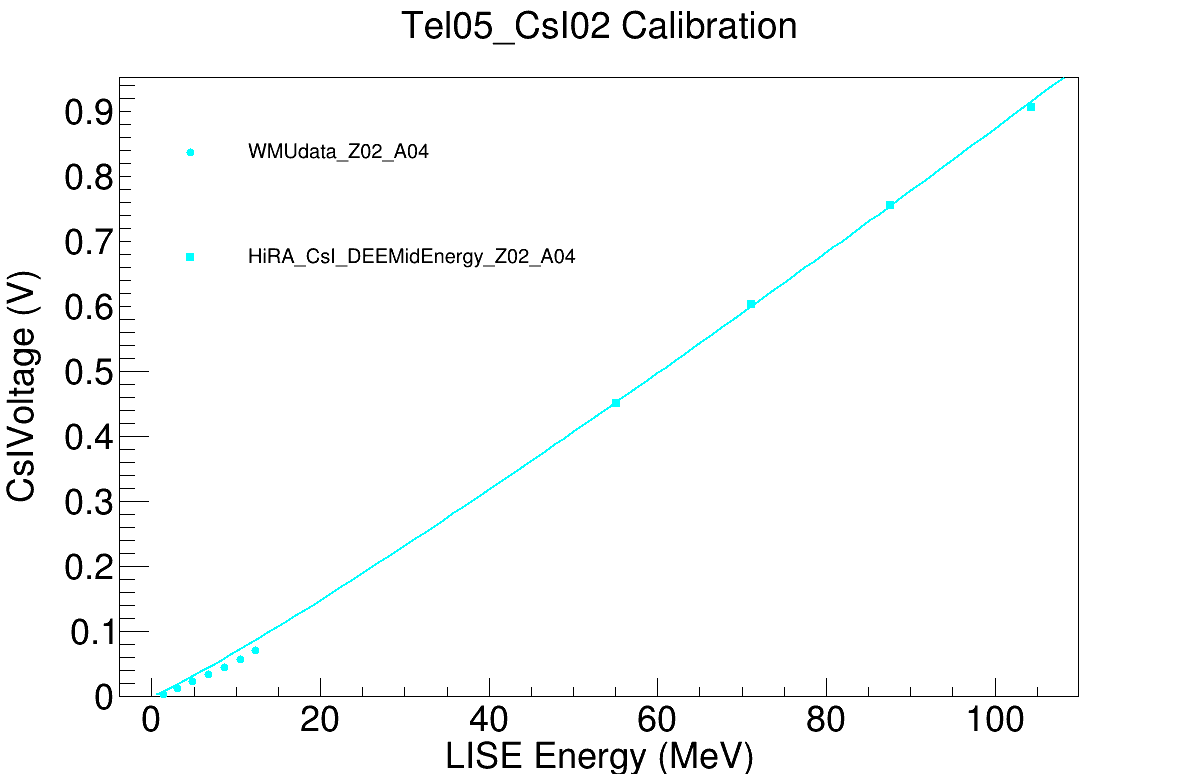 Tel05_CsI02 Calibration
WMUdata_Z02_A04
HiRA_CsI_DEEMidEnergy_Z02_A04
CsIVoltage (V)
0.9
0.8
0.7
0.6
0.5
0.4
0.3
0.2
0.1
0
0 20 40 60 80 100
LISE Energy (MeV)